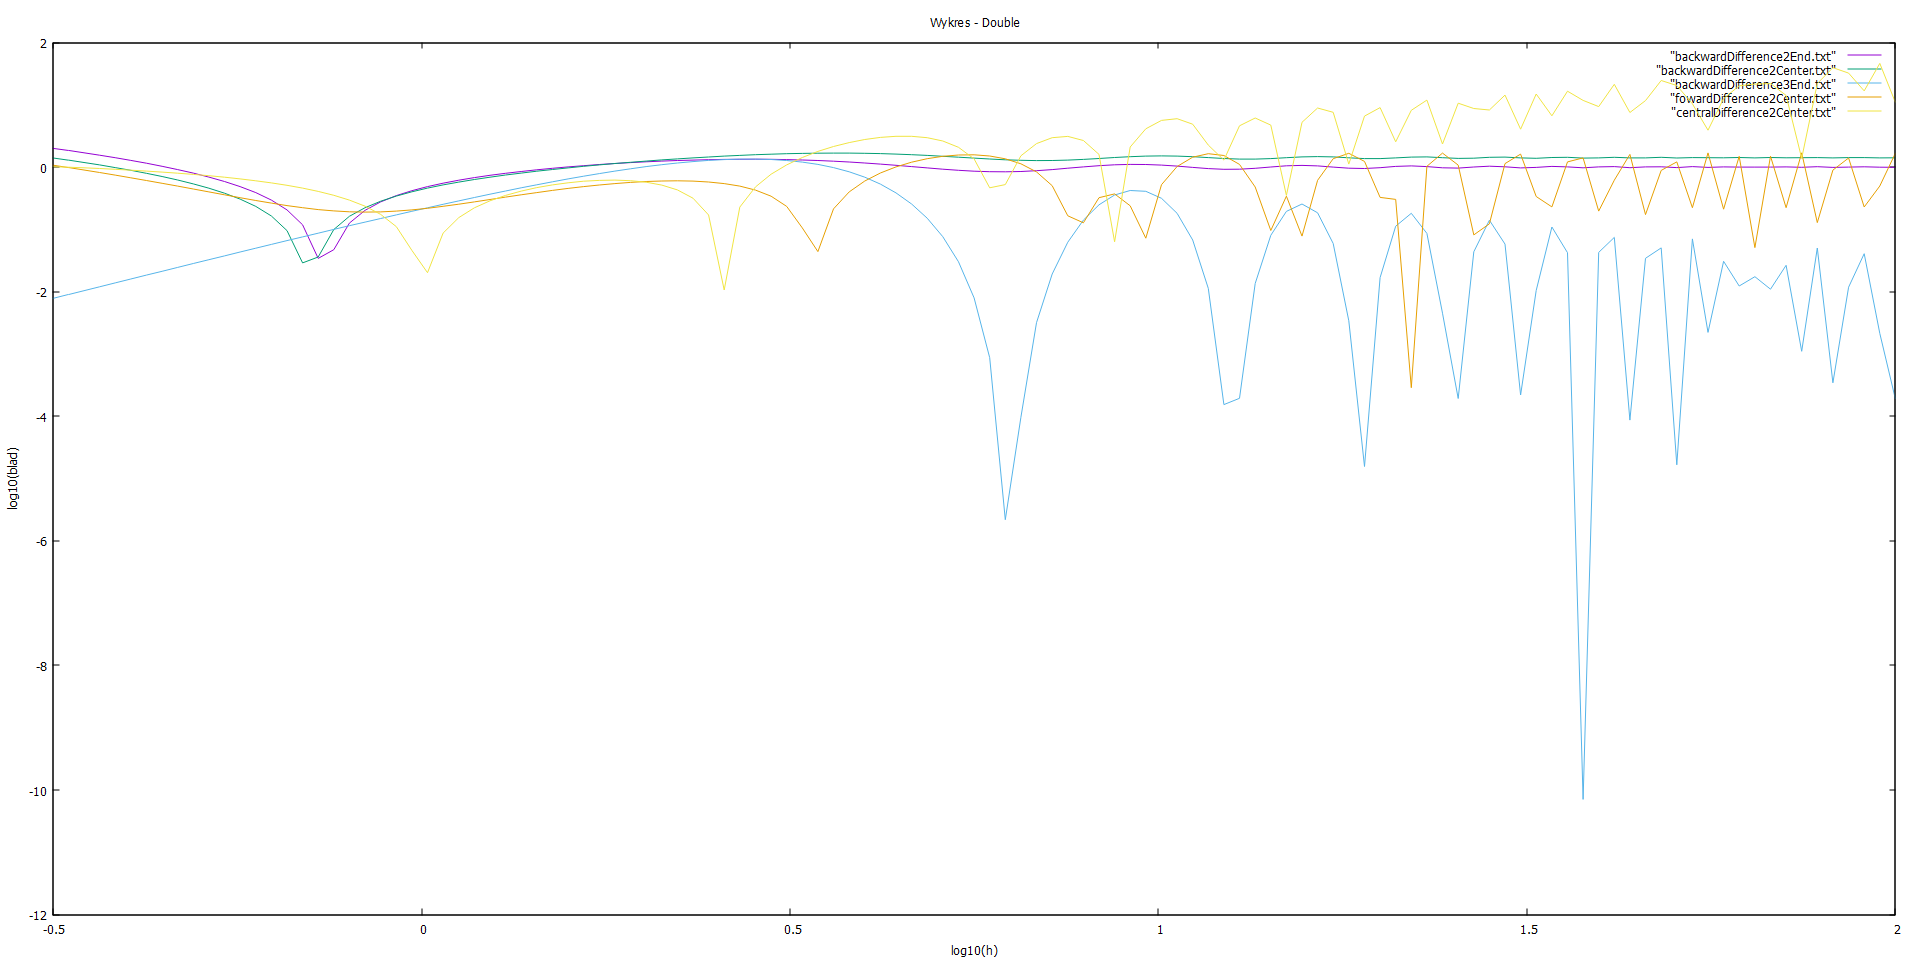 Wykres - Double
2
"backwardDifference2End.txt"
"backwardDifference2Center.txt"
"backwardDifference3End.txt"
"fowardDifference2Center.txt"
"centralDifference2Center.txt"
0
-2
-4
log10(blad)
-6
-8
-10
-12
-0.5
0
0.5
1
1.5
2
log10(h)